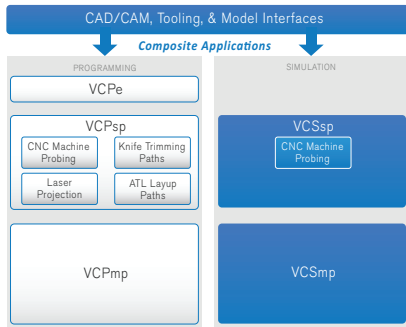 CAD/CAM, Tooling, & Model Interfaces
Composite Applications
PROGRAMMING
VCPe
VCPsp
CNC Machine
Probing
Knife Trimming
Paths
Laser
Projection
ATL Layup
Paths
VCPmp
SIMULATION
VCSsp
CNC Machine
Probing
VCSmp